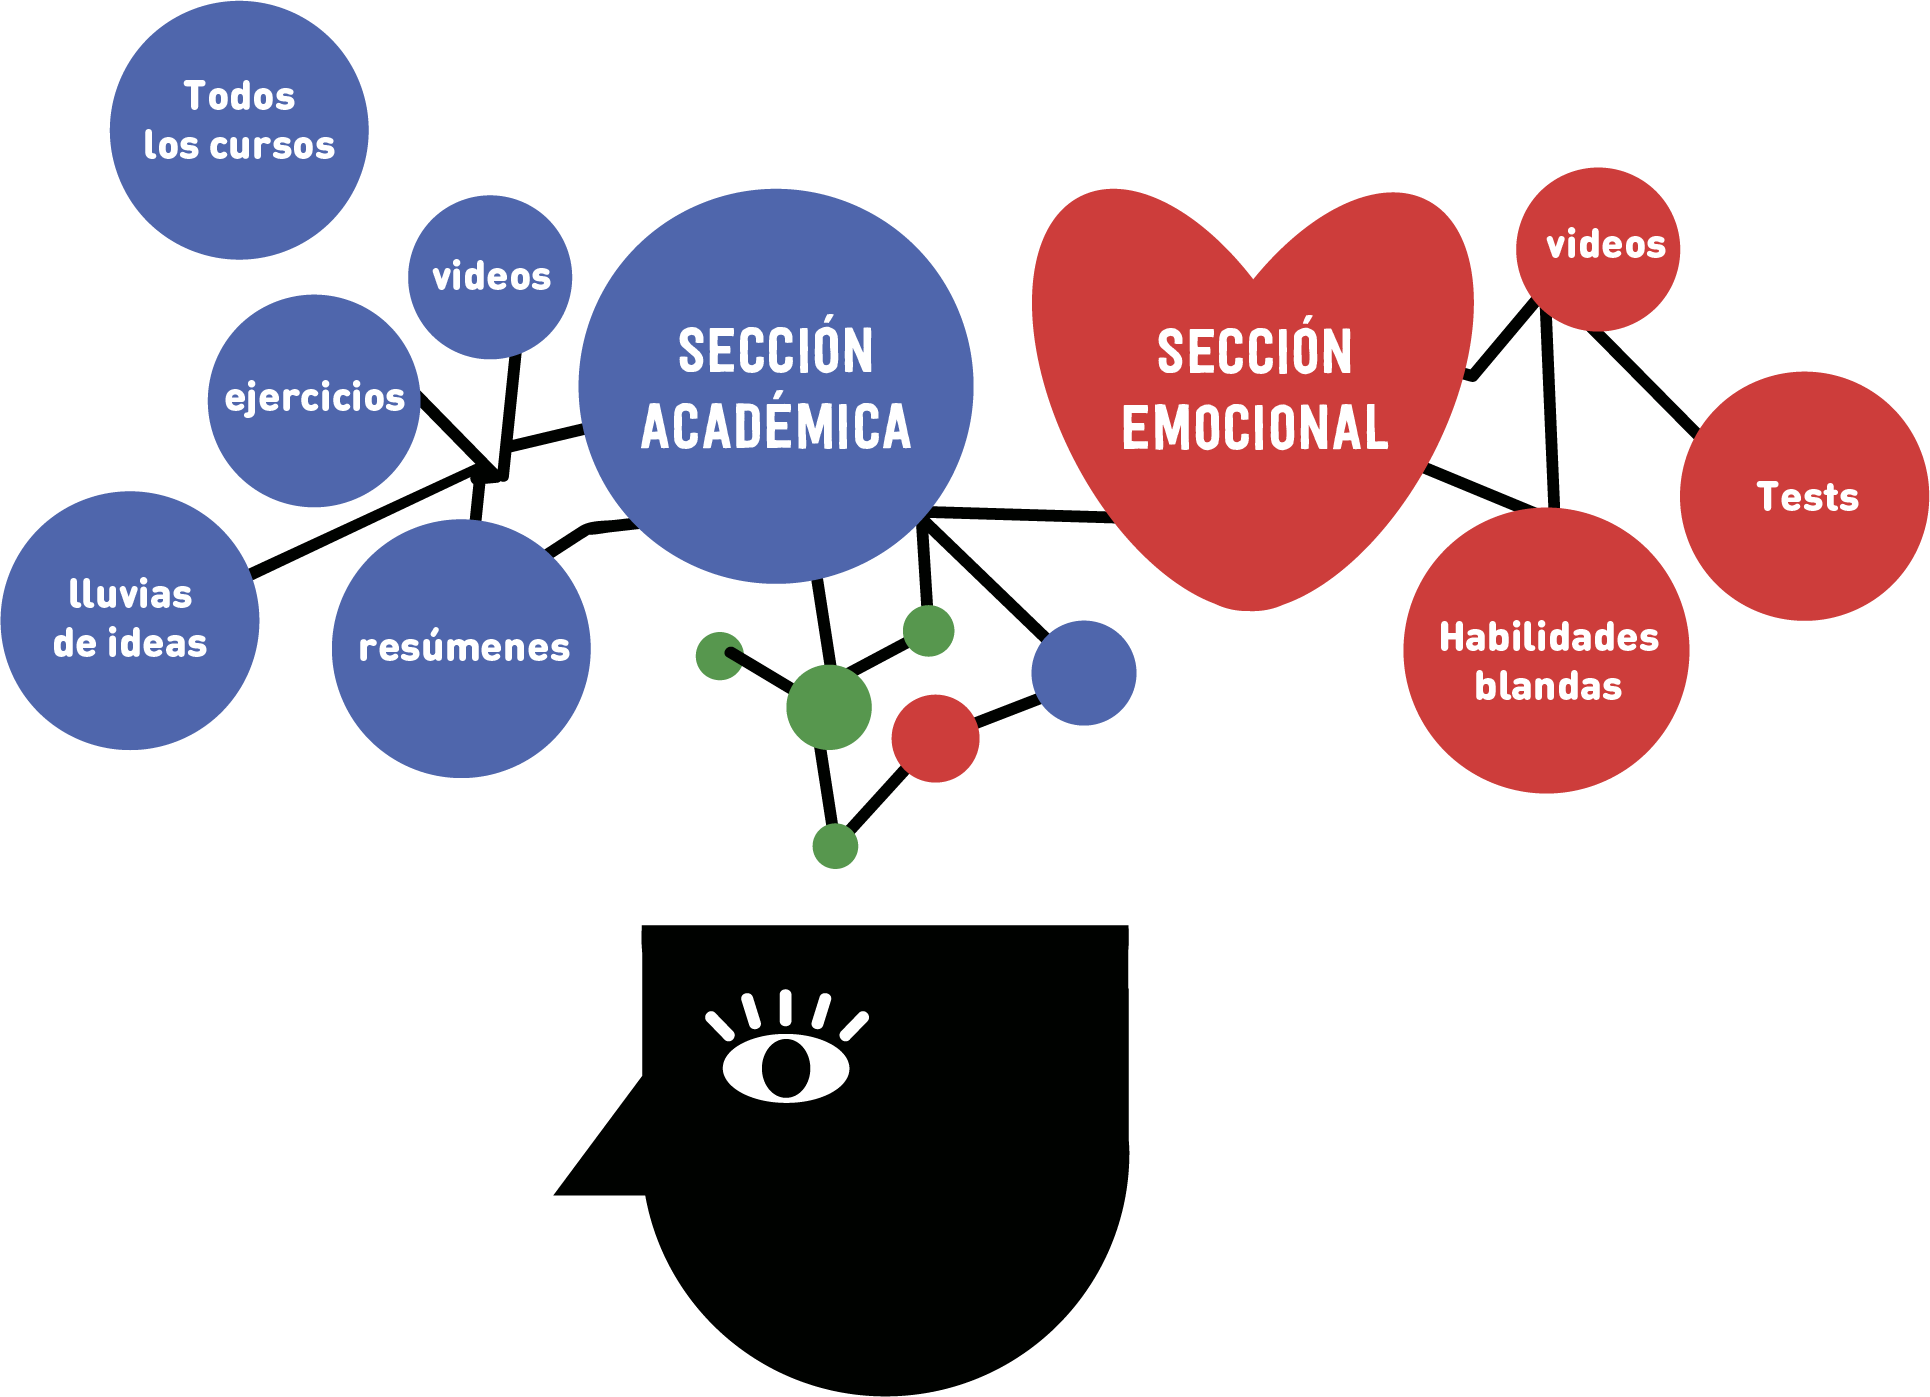 Todos
los cursos
videos
ejercicios
lluvias
de ideas
resúmenes
SECCIÓN
ACADÉMICA
SECCIÓN
EMOCIONAL
videos
Tests
Habilidades
blandas